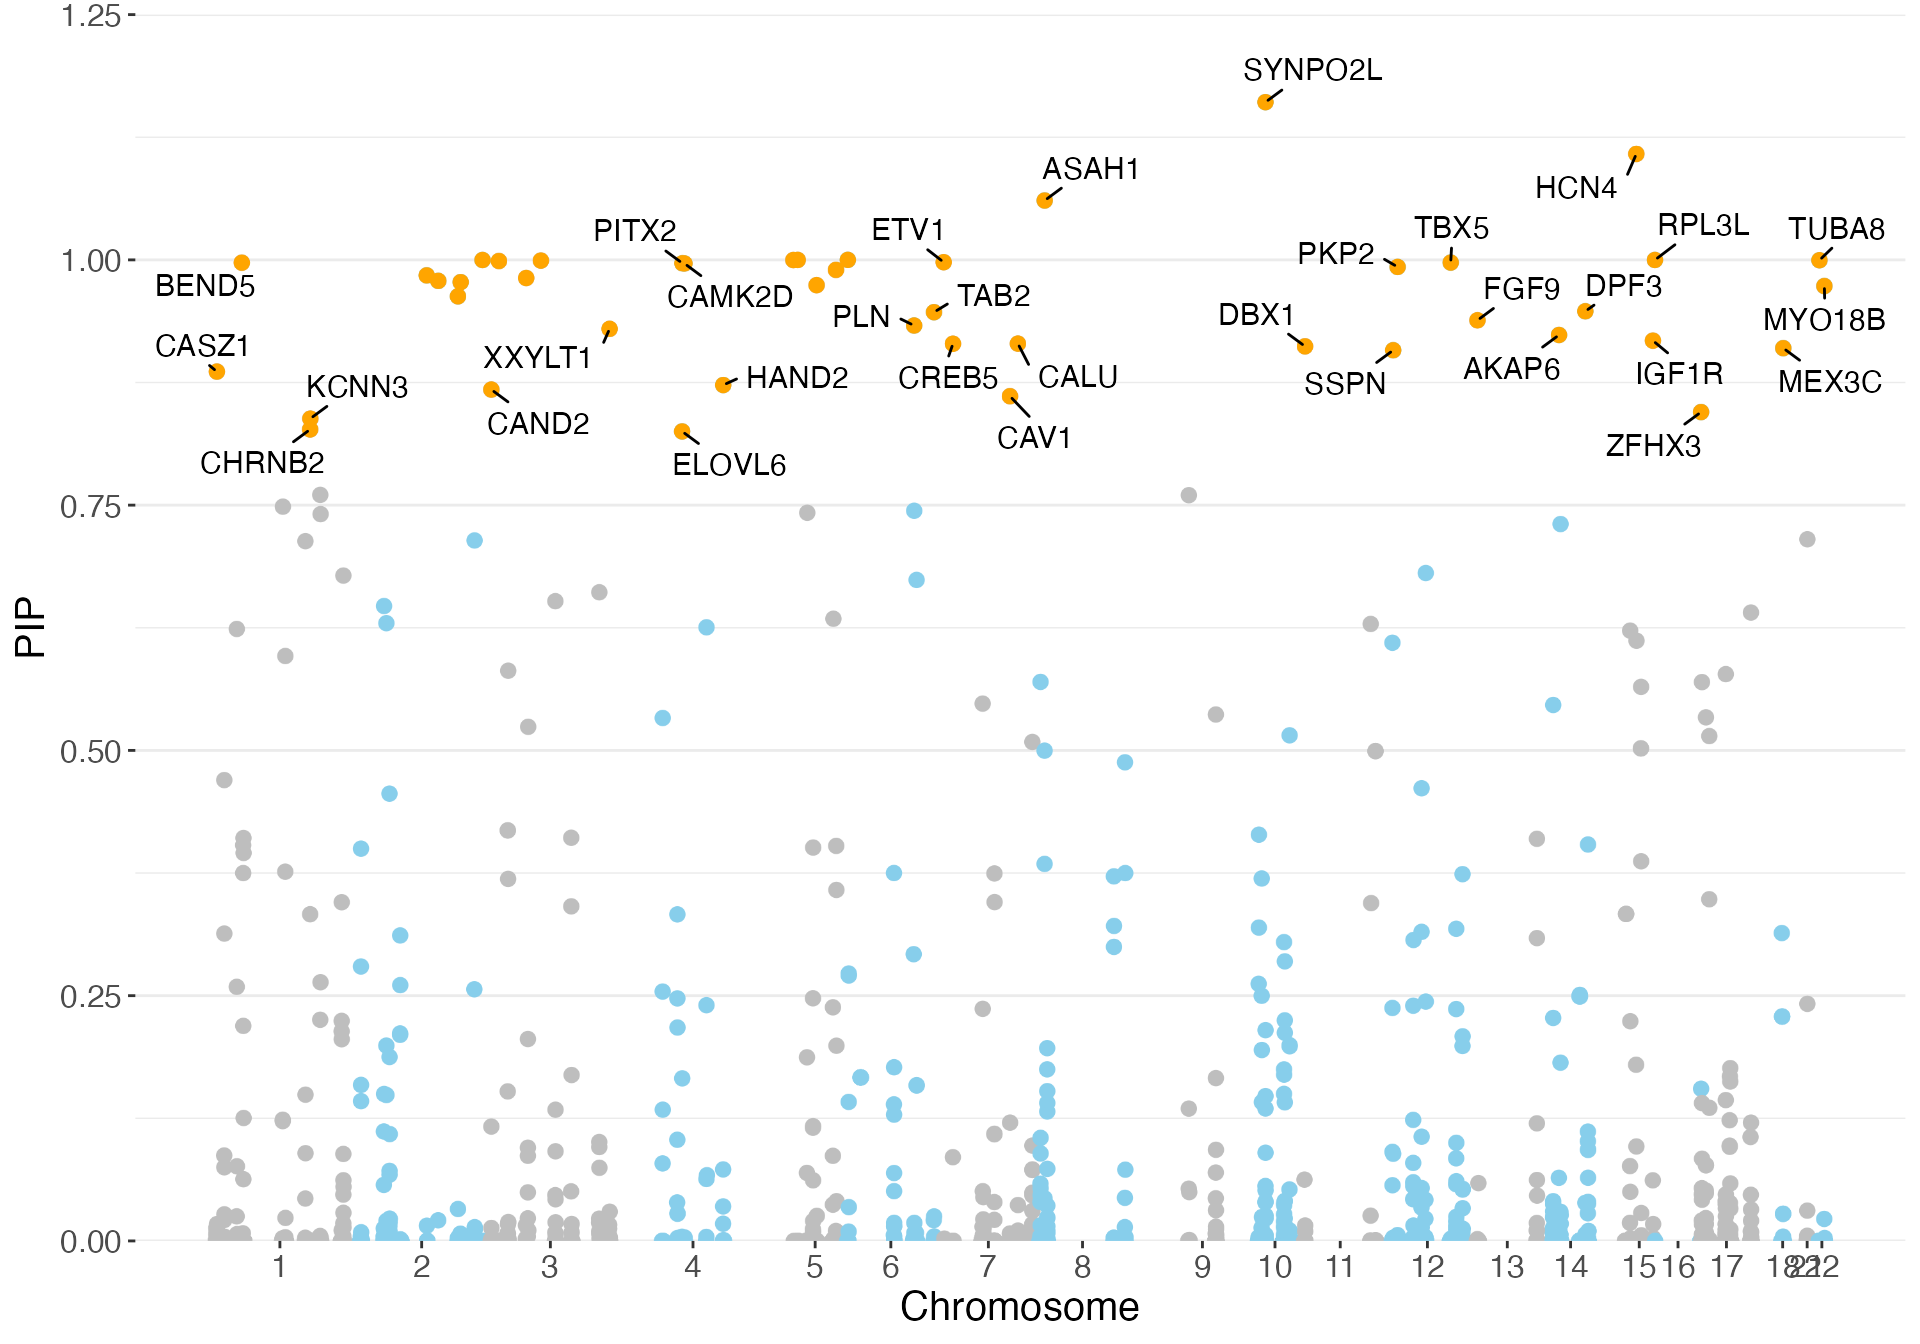 1.25
SYNPO2L
ASAH1
HCN4
PITX2
ETV1
TBX5
RPL3L
TUBA8
PKP2
1.00
BEND5
CAMK2D
TAB2
FGF9
DPF3
PLN
DBX1
MYO18B
CASZ1
XXYLT1
AKAP6
IGF1R
KCNN3
HAND2
CREB5
CALU
SSPN
MEX3C
CAND2
CAV1
ZFHX3
CHRNB2
ELOVL6
0.75
PIP
0.50
0.25
0.00
1 2 3 4 5 6 7 8 9 10 11 12 13 14 15 16 17 18 21 22
Chromosome